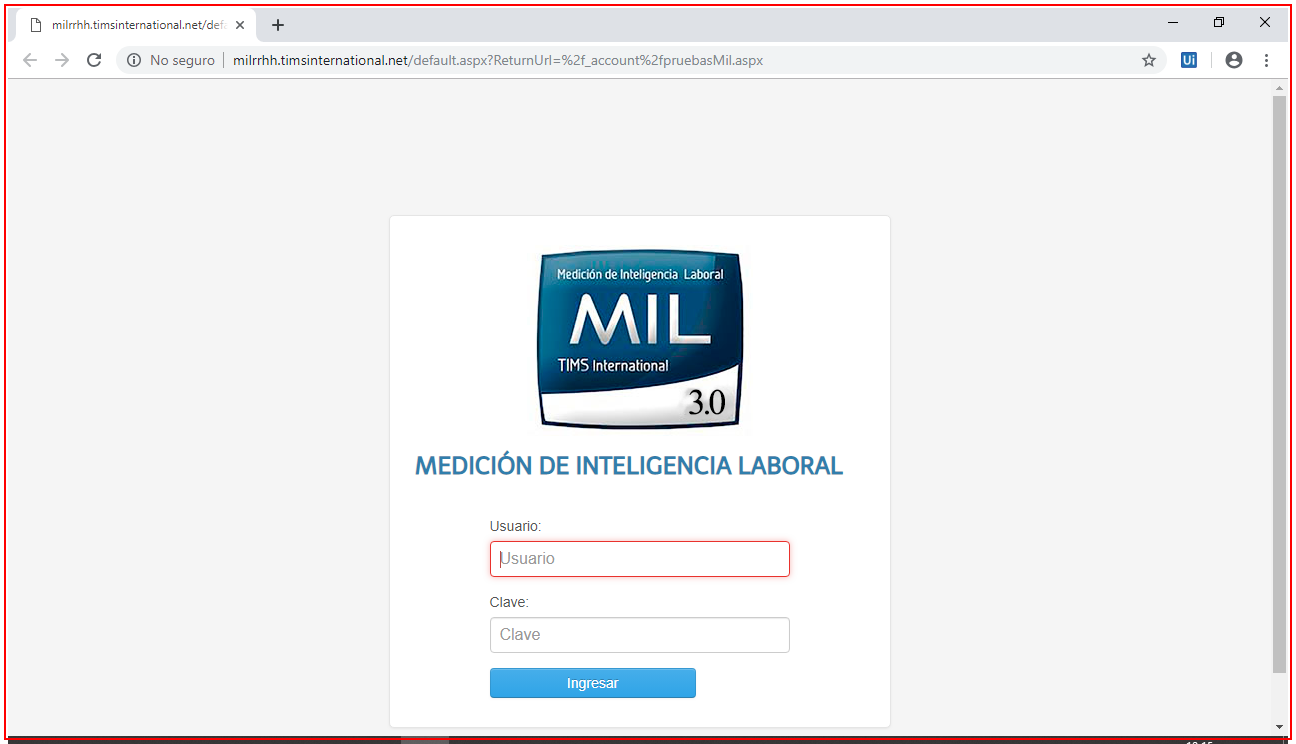 milrrhh.timsinternational.net/def
No seguro
milrrhh.timsinternational.net/default.aspx?ReturnUrl=%2f_account%2fpruebasMil.aspx
Ui
Medición de Inteligencia Laboral
MIL
TIMS International
3.0
MEDICIÓN DE INTELIGENCIA LABORAL
Usuario:
Usuario
Clave:
Clave
Ingresar